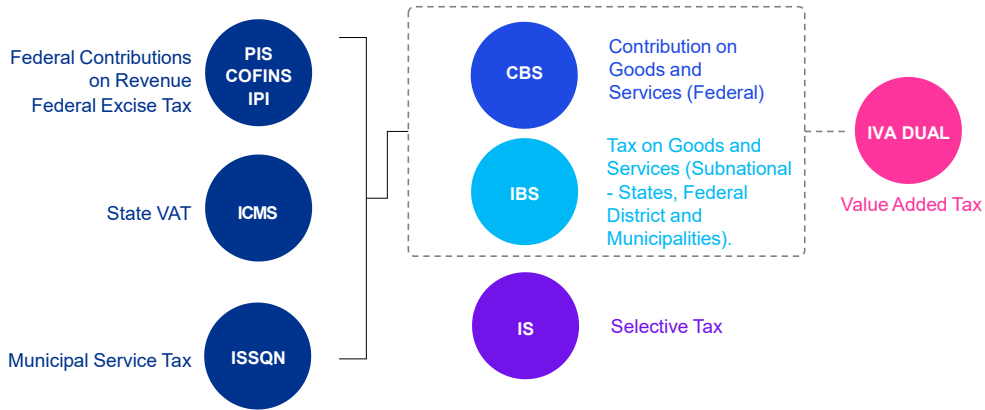 Federal Contributions
on Revenue
Federal Excise Tax
PIS
COFINS
IPI
State VAT
ICMS
Municipal Service Tax
ISSQN
CBS
Contribution on
Goods and
Services (Federal)
IBS
Tax on Goods and
Services (Subnational
- States, Federal
District and
Municipalities).
IS
Selective Tax
IVA DUAL
Value Added Tax